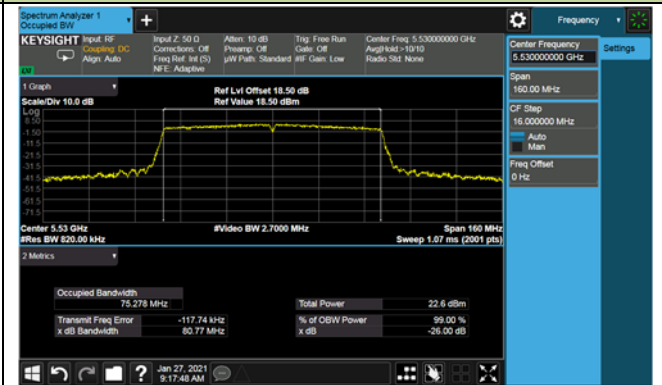 Spectrum Analyzer 1
Occupied BW
+
Frequency
KEYSIGHT
Input: RF
Coupling: DC
Align: Auto
Input Z: 50 Ω
Corrections: Off
Freq Ref: Int (S)
NFE: Adaptive
Atten: 10 dB
Preamp: Off
µW Path: Standard
Trig: Free Run
Gate: Off
#IF Gain: Low
Center Freq: 5.530000000 GHz
Avg|Hold:>10/10
Radio Std: None
LV
1 Graph
Scale/Div 10.0 dB
Ref Lvl Offset 18.50 dB
Ref Value 18.50 dBm
Log
8.50
-1.50
-11.5
-21.5
-31.5
-41.5
-51.5
-61.5
-71.5
Center 5.53 GHz
#Res BW 820.00 kHz
#Video BW 2.7000 MHz
Span 160 MHz
Sweep 1.07 ms (2001 pts)
2 Metrics
Occupied Bandwidth
75.278 MHz
Transmit Freq Error -117.74 kHz
x dB Bandwidth 80.77 MHz
Total Power 22.6 dBm
% of OBW Power 99.00 %
x dB -26.00 dB
Center Frequency
5.530000000 GHz
Settings
Span
160.00 MHz
CF Step
16.000000 MHz
Auto
Man
Freq Offset
0 Hz
?
Jan 27, 2021
9:17:48 AM